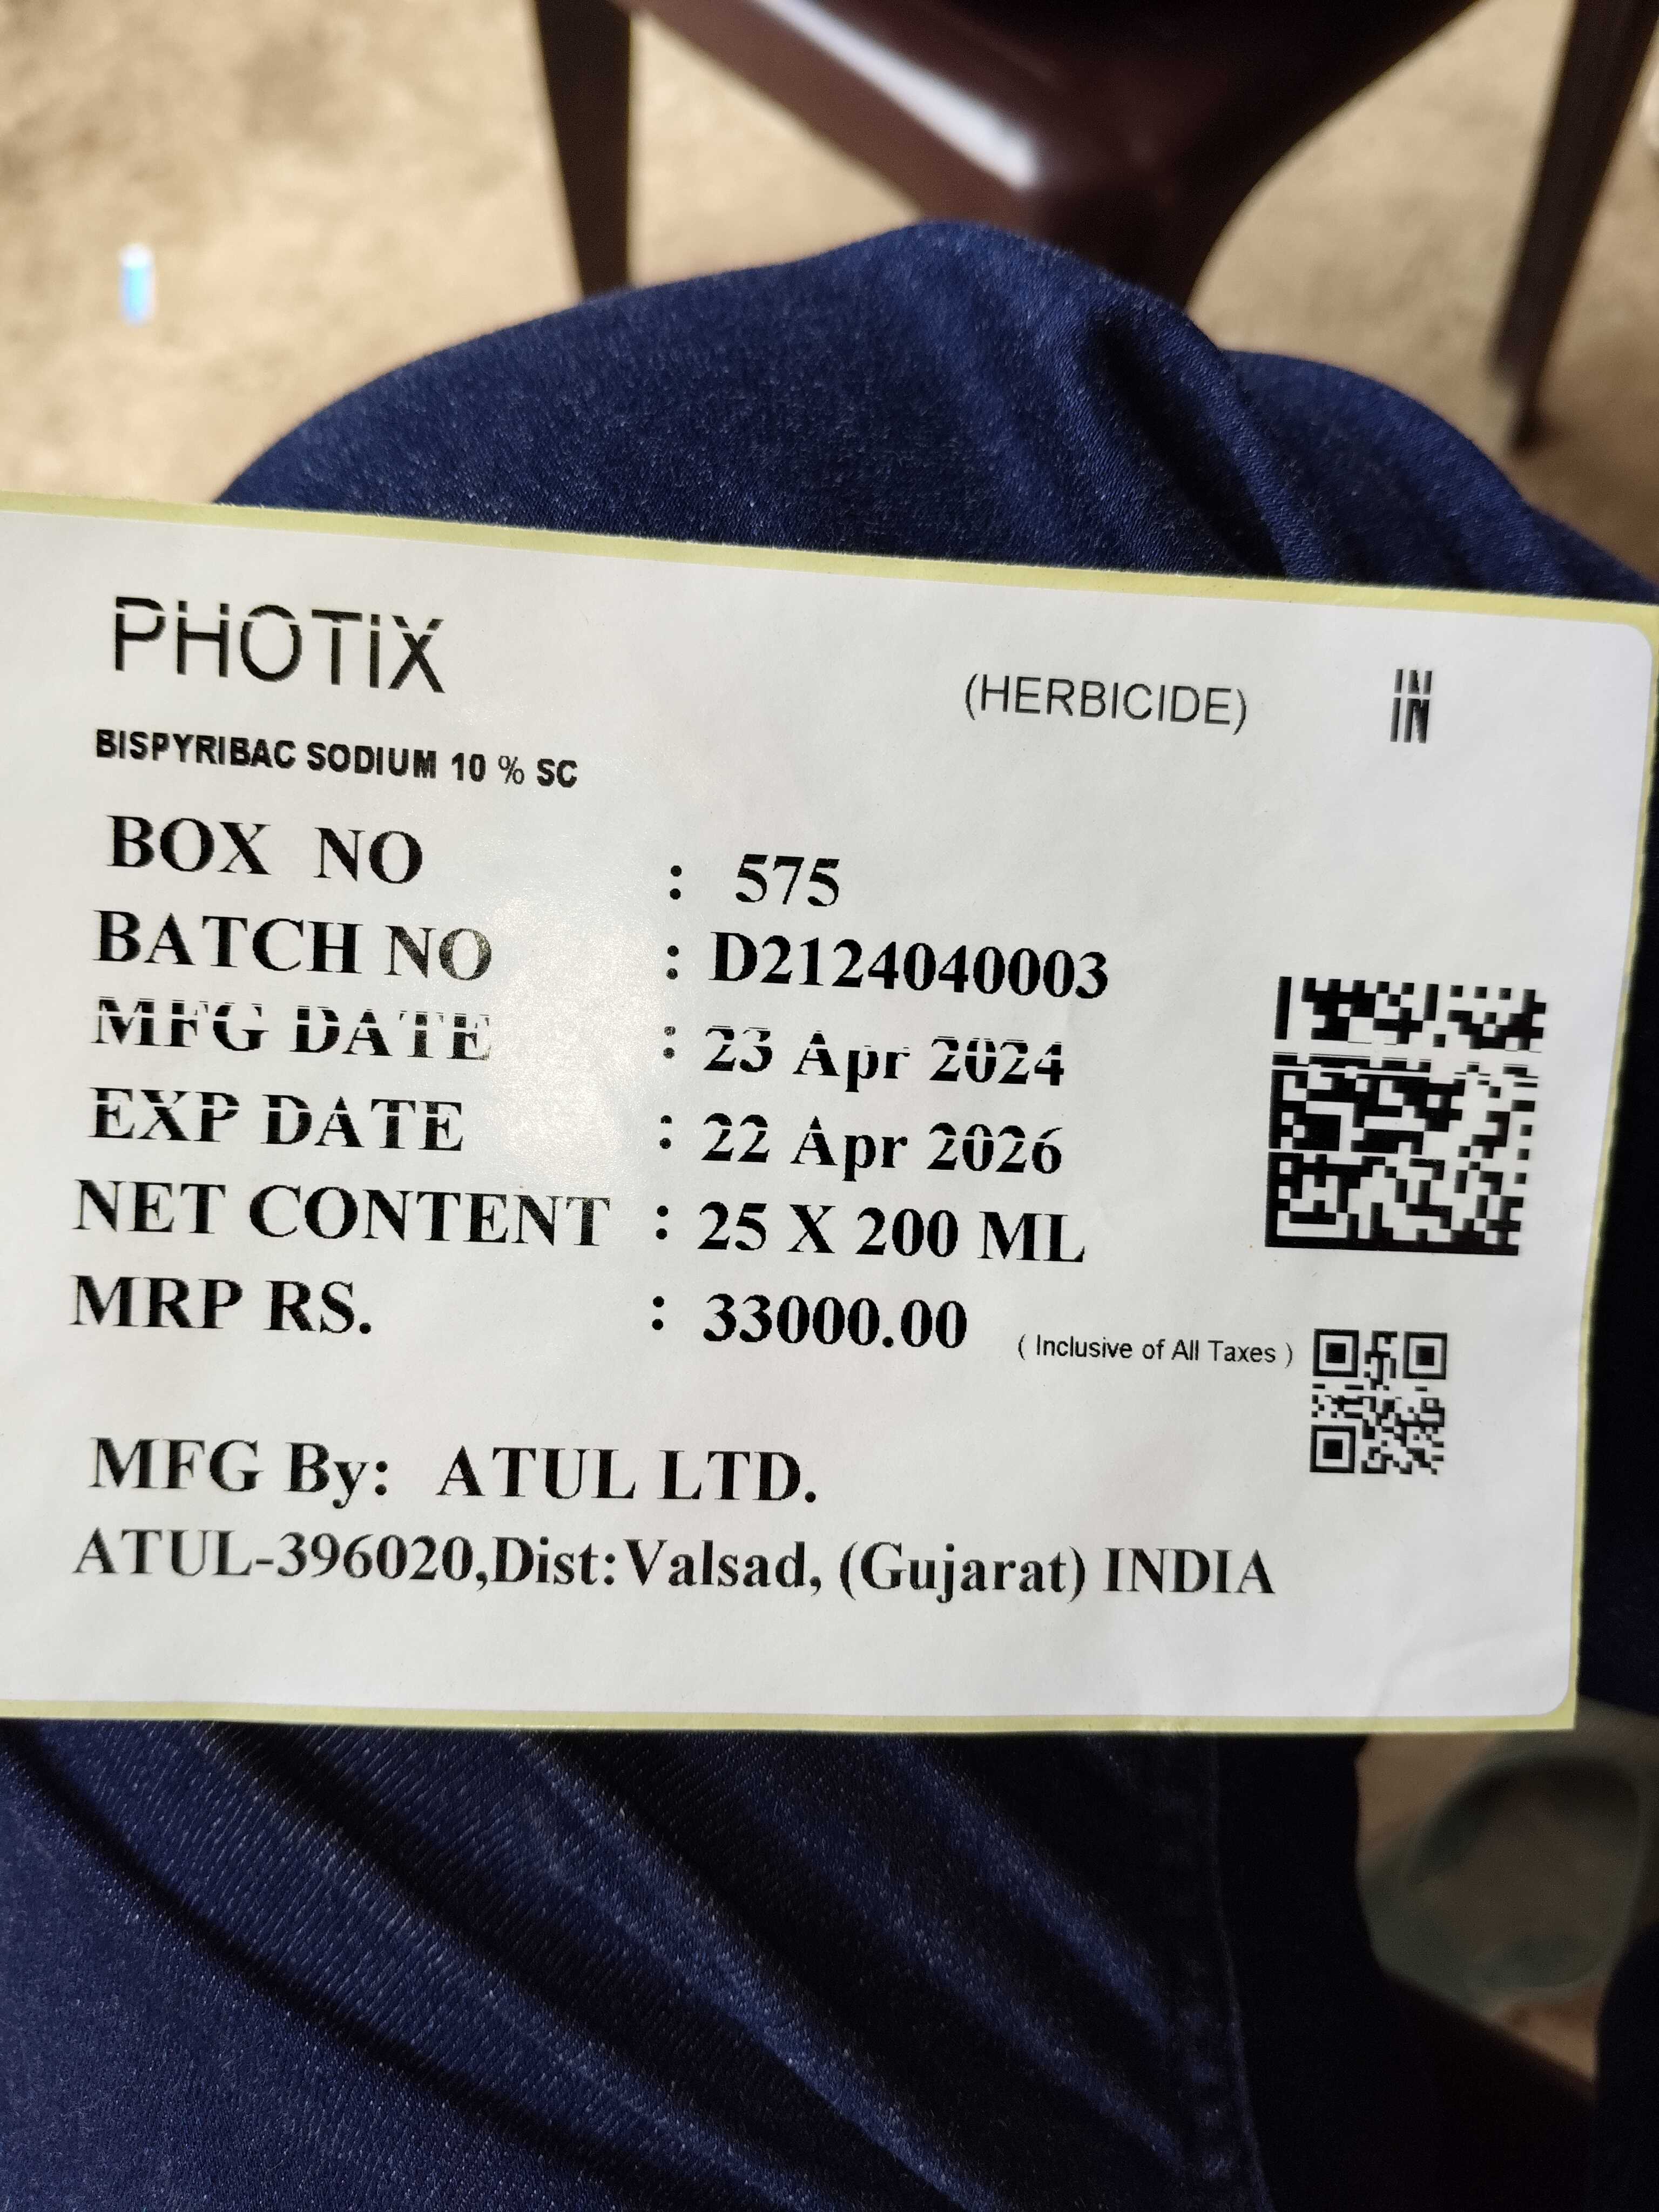 PHOTiX
(HERBICIDE) IN
BISPYRIBAC SODIUM 10 % SC
BOX NO : 575
BATCH NO : D2124040003
MFG DATE : 23 Apr 2024
EXP DATE : 22 Apr 2026
NET CONTENT : 25 X 200 ML
MRP RS. : 33000.00 ( Inclusive of All Taxes )
MFG By: ATUL LTD.
ATUL-396020,Dist:Valsad, (Gujarat) INDIA